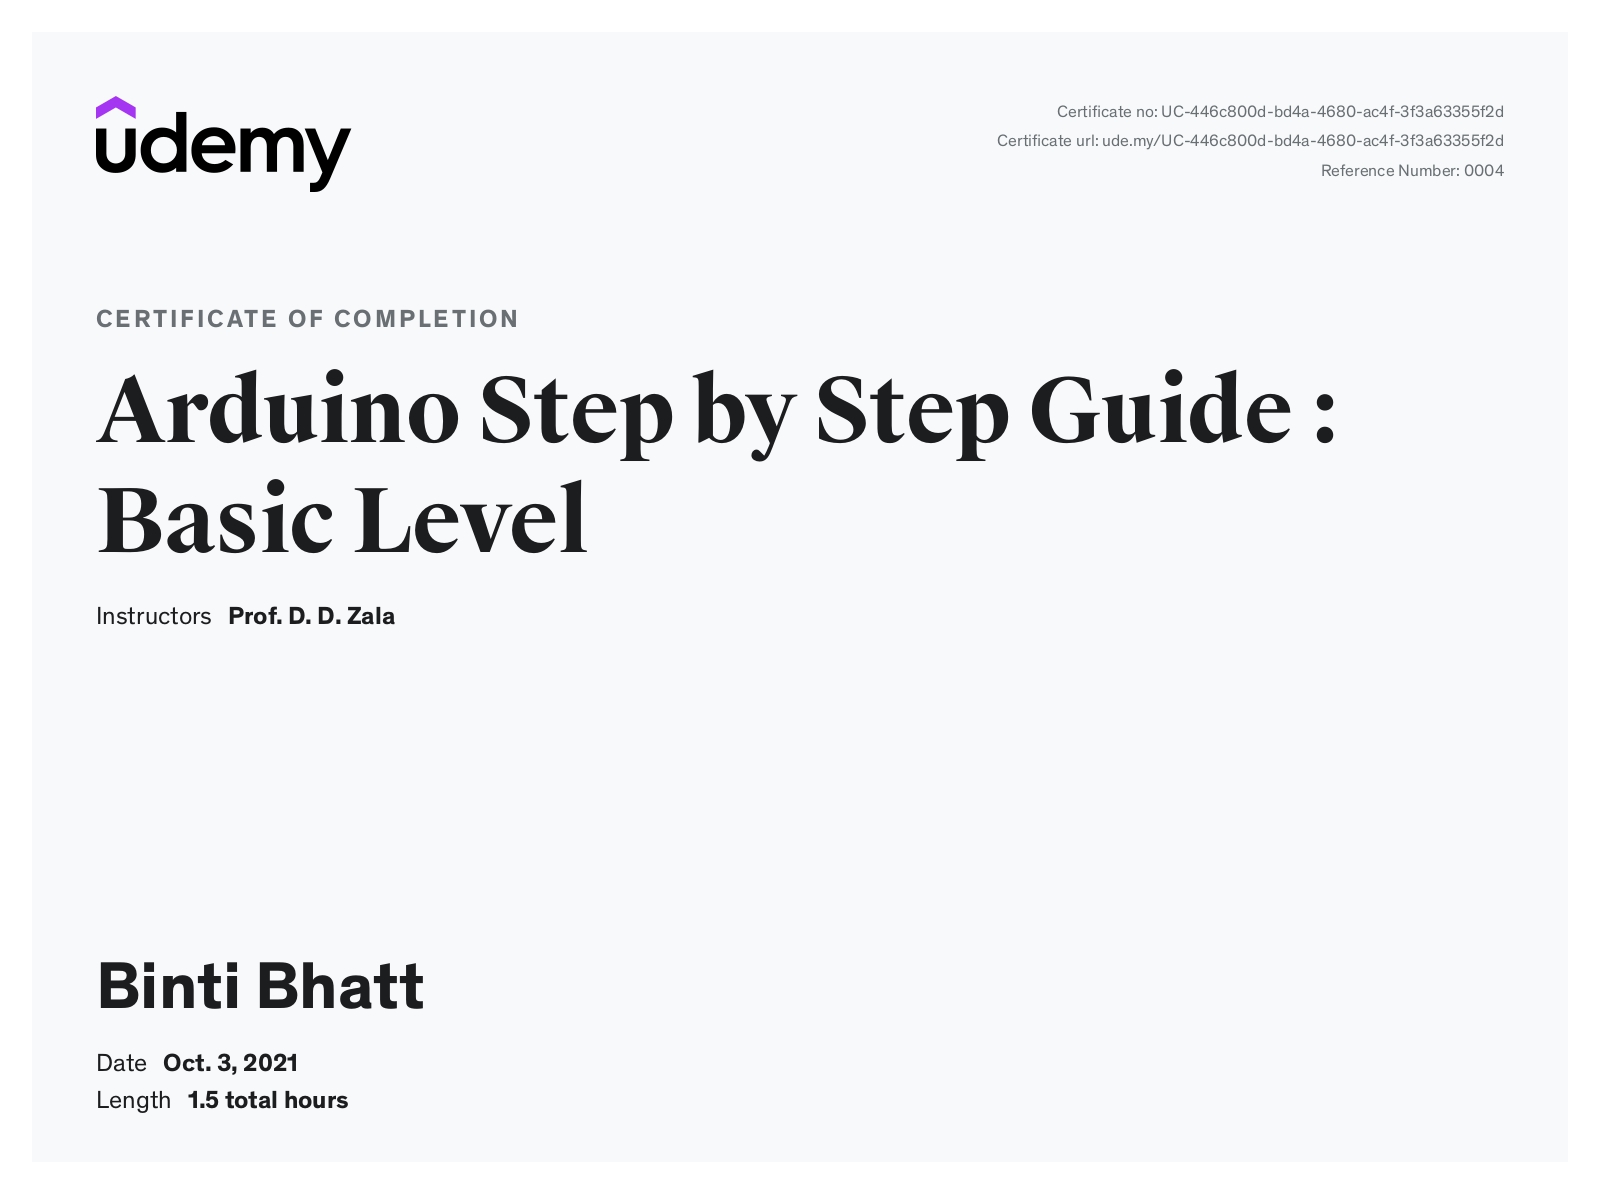 udemy
Certificate no: UC-446c800d-bd4a-4680-ac4f-3f3a63355f2d
Certificate url: ude.my/UC-446c800d-bd4a-4680-ac4f-3f3a63355f2d
Reference Number: 0004
CERTIFICATE OF COMPLETION
Arduino Step by Step Guide :
Basic Level
Instructors Prof. D. D. Zala
Binti Bhatt
Date Oct. 3, 2021
Length 1.5 total hours